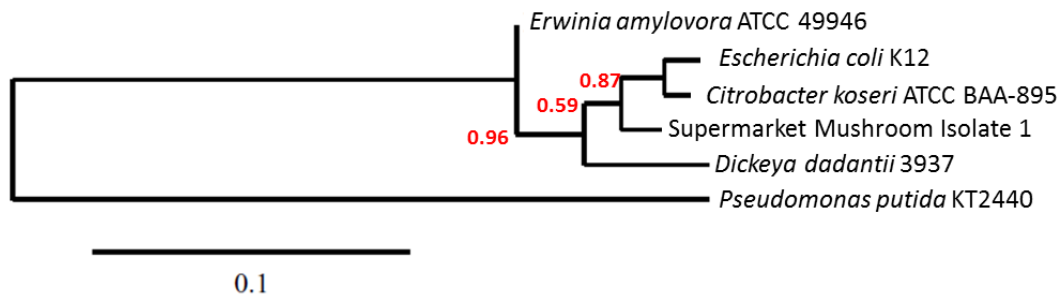 Erwinia amylovora ATCC 49946
Escherichia coli K12
0.87
Citrobacter koseri ATCC BAA-895
0.59
Supermarket Mushroom Isolate 1
0.96
Dickeya dadantii 3937
Pseudomonas putida KT2440
0.1